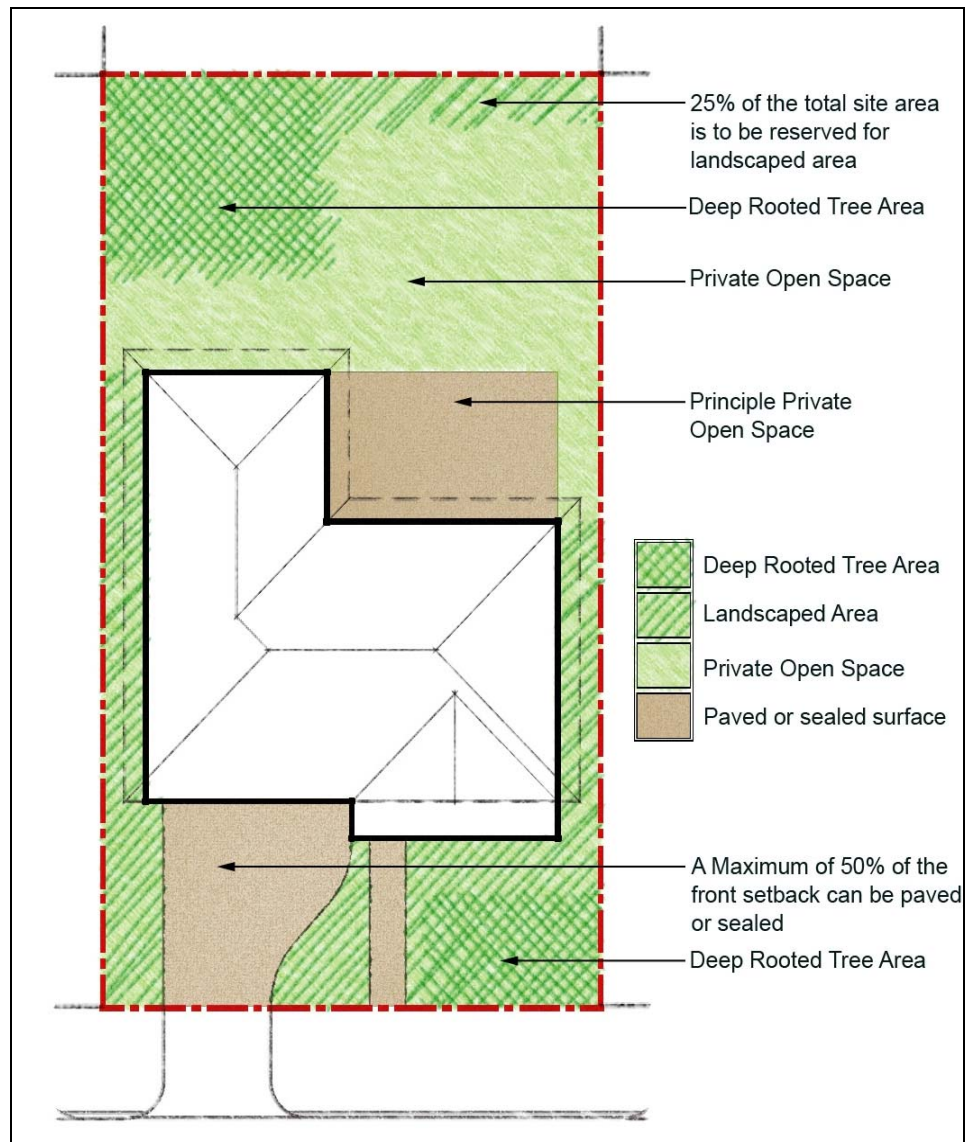 25% of the total site area
is to be reserved for
landscaped area
Deep Rooted Tree Area
Private Open Space
Principle Private
Open Space
Deep Rooted Tree Area
Landscaped Area
Private Open Space
Paved or sealed surface
A Maximum of 50% of the
front setback can be paved
or sealed
Deep Rooted Tree Area